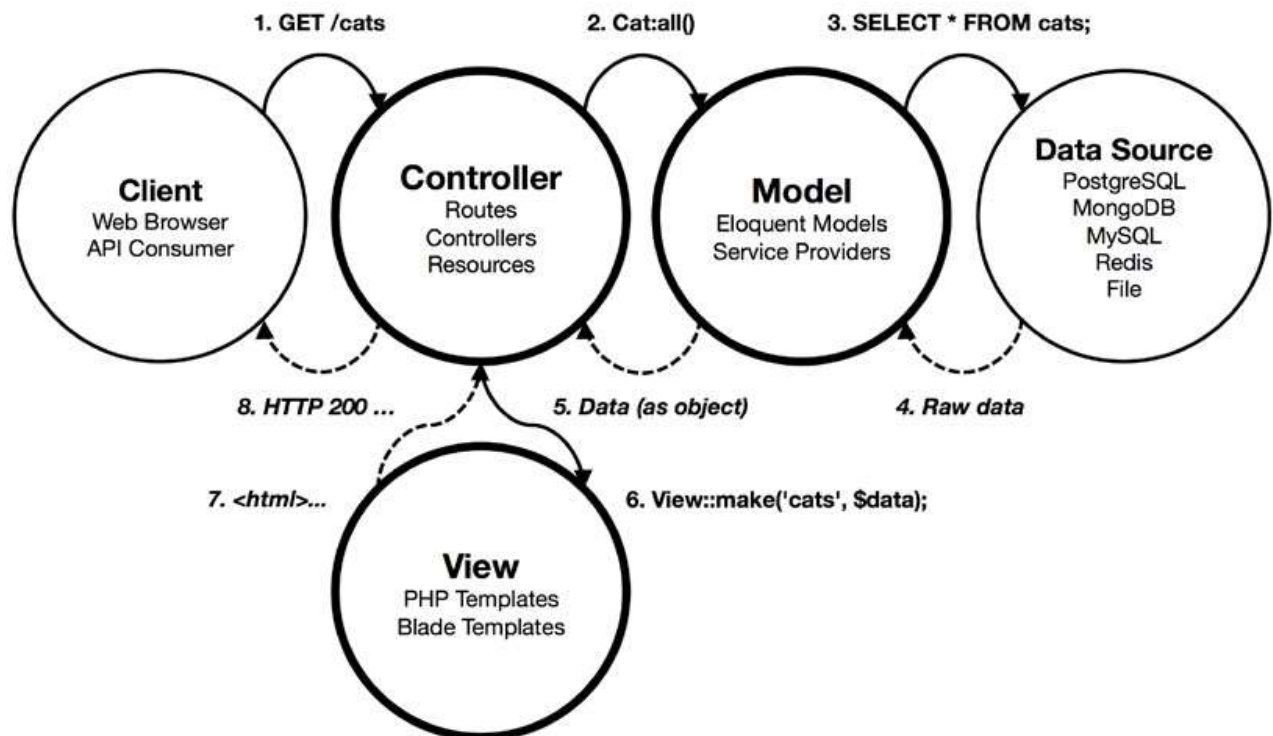 1. GET /cats
2. Cat:all()
3. SELECT * FROM cats;
Client
Web Browser
API Consumer
Controller
Routes
Controllers
Resources
Model
Eloquent Models
Service Providers
Data Source
PostgreSQL
MongoDB
MySQL
Redis
File
8. HTTP 200 ...
5. Data (as object)
4. Raw data
7. <html>...
6. View::make('cats', $data);
View
PHP Templates
Blade Templates